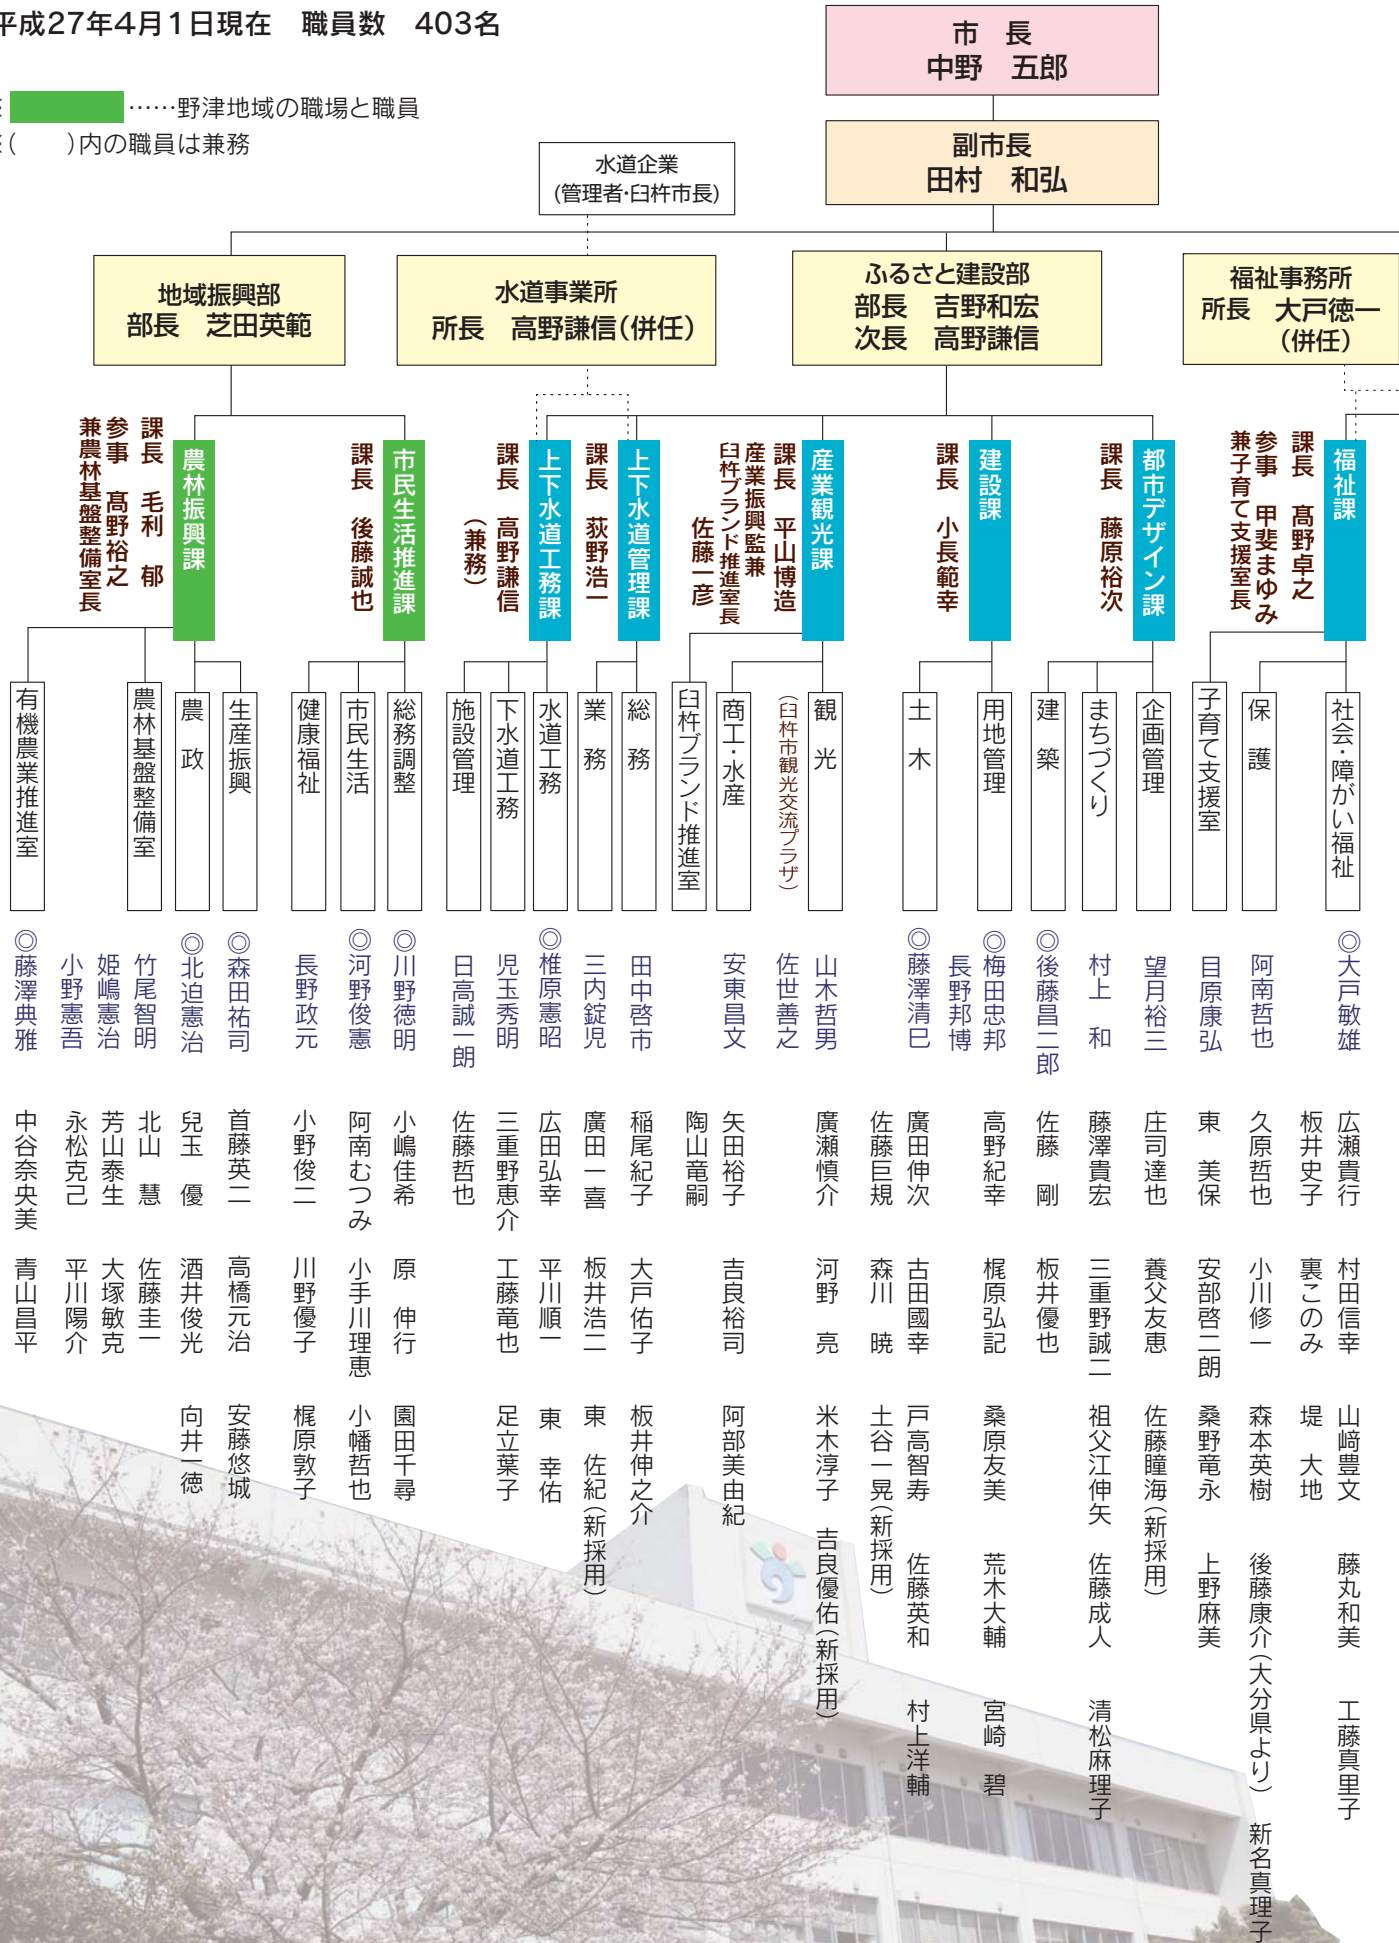 平成27年4月1日現在　職員数　403名
……野津地域の職場と職員
(　　)内の職員は兼務
市　長
中野　五郎
副市長
田村　和弘
水道企業
(管理者・臼杵市長)
地域振興部
部長　芝田英範
水道事業所
所長　高野謙信(併任)
ふるさと建設部
部長　吉野和宏
次長　高野謙信
福祉事務所
所長　大戸徳一
(併任)
福祉課
課長　髙野卓之
参事　甲斐まゆみ
兼子育て支援室長
都市デザイン課
課長　藤原裕次
建設課
課長　小長範幸
産業観光課
課長　平山博造
産業振興監兼
臼杵ブランド推進室長
佐藤一彦
上下水道管理課
課長　荻野浩一
上下水道工務課
課長　高野謙信
(兼務)
市民生活推進課
課長　後藤誠也
農林振興課
課長　毛利　郁
参事　髙野裕之
兼農林基盤整備室長
社会・障がい福祉
◎大戸敏雄　広瀬貴行　村田信幸　山﨑豊文　藤丸和美　工藤真里子
板井史子　裏このみ　堤　大地
保　護
阿南哲也　久原哲也　小川修一　森本英樹　後藤康介(大分県より)　新名真理子
子育て支援室
目原康弘　東　美保　安部啓二朗　桑野竜永　上野麻美
企画管理
望月裕三　庄司達也　養父友恵　佐藤瞳海(新採用)
まちづくり
村上　和　藤澤貴宏　三重野誠二　祖父江伸矢　佐藤成人　清松麻理子
建　築
◎後藤昌二郎　佐藤　剛　板井優也
用地管理
◎梅田忠邦　高野紀幸　梶原弘記　桑原友美　荒木大輔　宮崎　碧
長野邦博
土　木
◎藤澤清巳　廣田伸次　古田國幸　戸高智寿　佐藤英和　村上洋輔
佐藤巨規　森川　暁　土谷一晃(新採用)
観　光
(臼杵市観光交流プラザ)
山木哲男　廣瀬慎介　河野　亮　米木淳子　吉良優佑(新採用)
佐世善之
商工・水産
安東昌文　矢田裕子　吉良裕司　阿部美由紀
臼杵ブランド推進室
陶山竜嗣
総　務
田中啓市　稲尾紀子　大戸佑子　板井伸之介
業　務
三内錠児　廣田一喜　板井浩二　東　佐紀(新採用)
水道工務
◎椎原憲昭　広田弘幸　平川順一　東　幸佑
下水道工務
児玉秀明　三重野恵介　工藤竜也　足立葉子
施設管理
日高誠一朗　佐藤哲也
総務調整
◎川野徳明　小嶋佳希　原　伸行　園田千尋
市民生活
◎河野俊憲　阿南むつみ　小手川理恵　小幡哲也
健康福祉
長野政元　小野俊二　川野優子　梶原敦子
生産振興
◎森田祐司　首藤英二　高橋元治　安藤悠城
農　政
◎北迫憲治　兒玉　優　酒井俊光　向井一徳
農林基盤整備室
竹尾智明　北山　慧　佐藤圭一
姫嶋憲治　芳山泰生　大塚敏克
小野憲吾　永松克己　平川陽介
有機農業推進室
◎藤澤典雅　中谷奈央美　青山昌平